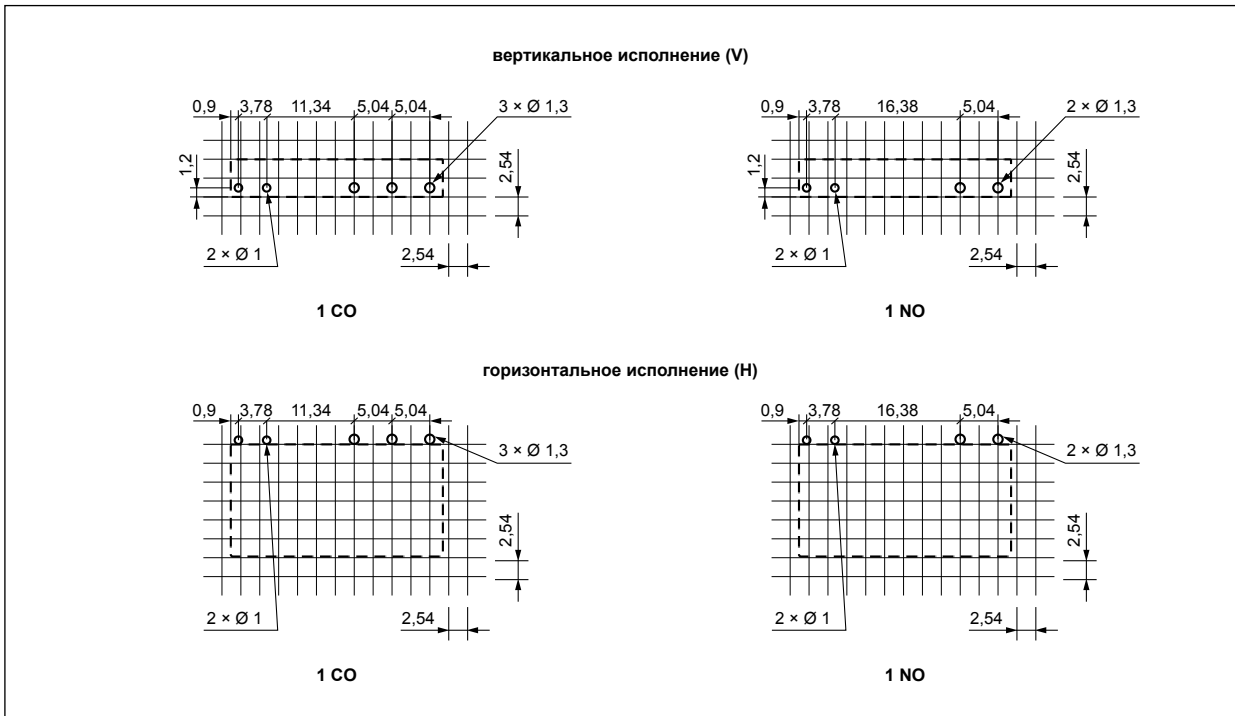 вертикальное исполнение (V)
0,9 3,78 11,34 5,04 5,04 3 × Ø 1,3
1,2
2,54
2 × Ø 1
2,54
1 CO
0,9 3,78 16,38 5,04 2 × Ø 1,3
1,2
2,54
2 × Ø 1
2,54
1 NO
горизонтальное исполнение (H)
0,9 3,78 11,34 5,04 5,04
3 × Ø 1,3
2,54
2 × Ø 1
2,54
1 CO
0,9 3,78 16,38 5,04
2 × Ø 1,3
2,54
2 × Ø 1
2,54
1 NO